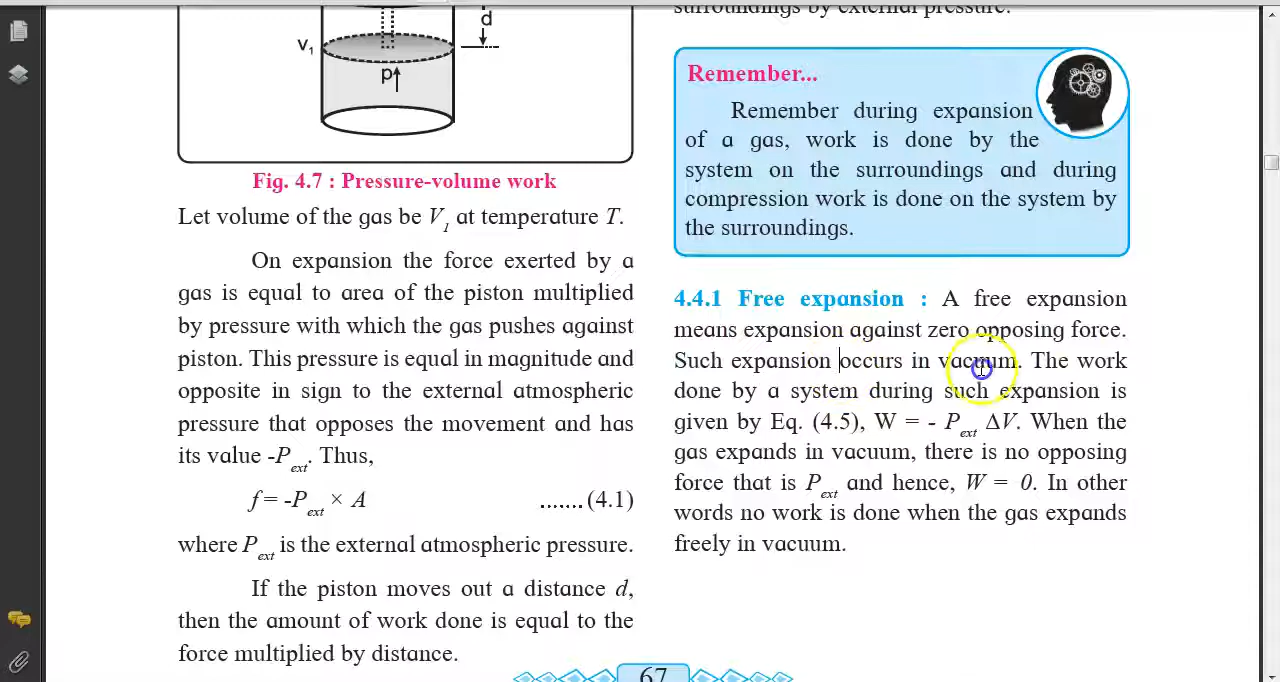 d
V1
p
Fig. 4.7 : Pressure-volume work
Let volume of the gas be V1 at temperature T.
On expansion the force exerted by a
gas is equal to area of the piston multiplied
by pressure with which the gas pushes against
piston. This pressure is equal in magnitude and
opposite in sign to the external atmospheric
pressure that opposes the movement and has
its value -Pext. Thus,
f = -Pext × A .......(4.1)
where Pext is the external atmospheric pressure.
If the piston moves out a distance d,
then the amount of work done is equal to the
force multiplied by distance.
surroundings by external pressure.
Remember...
Remember during expansion
of a gas, work is done by the
system on the surroundings and during
compression work is done on the system by
the surroundings.
4.4.1 Free expansion : A free expansion
means expansion against zero opposing force.
Such expansion occurs in vacuum. The work
done by a system during such expansion is
given by Eq. (4.5), W = - Pext ΔV. When the
gas expands in vacuum, there is no opposing
force that is Pext and hence, W = 0. In other
words no work is done when the gas expands
freely in vacuum.
67